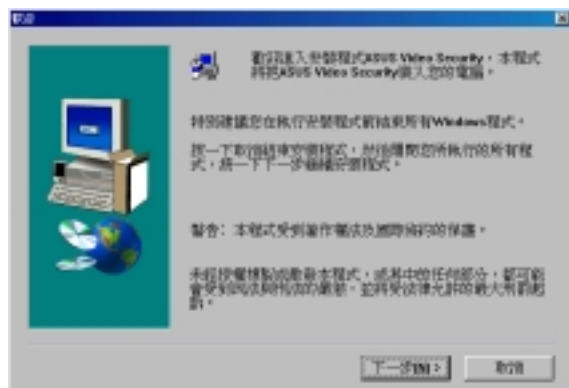 歡迎
歡迎進入安裝程式ASUS Video Security，本程式
將把ASUS Video Security裝入您的電腦。
特別建議您在執行安裝程式前結束所有Windows程式。
按一下取消結束安裝程式，然後關閉您所執行的所有程
式，按一下下一步繼續安裝程式。
警告：本程式受到著作權法及國際條約的保護。
未經授權複製或散發本程式，或其中的任何部分，都可能
會受到民法與刑法的嚴懲，並將受法律允許的最大刑罰起
訴。
下一步(N) > 取消